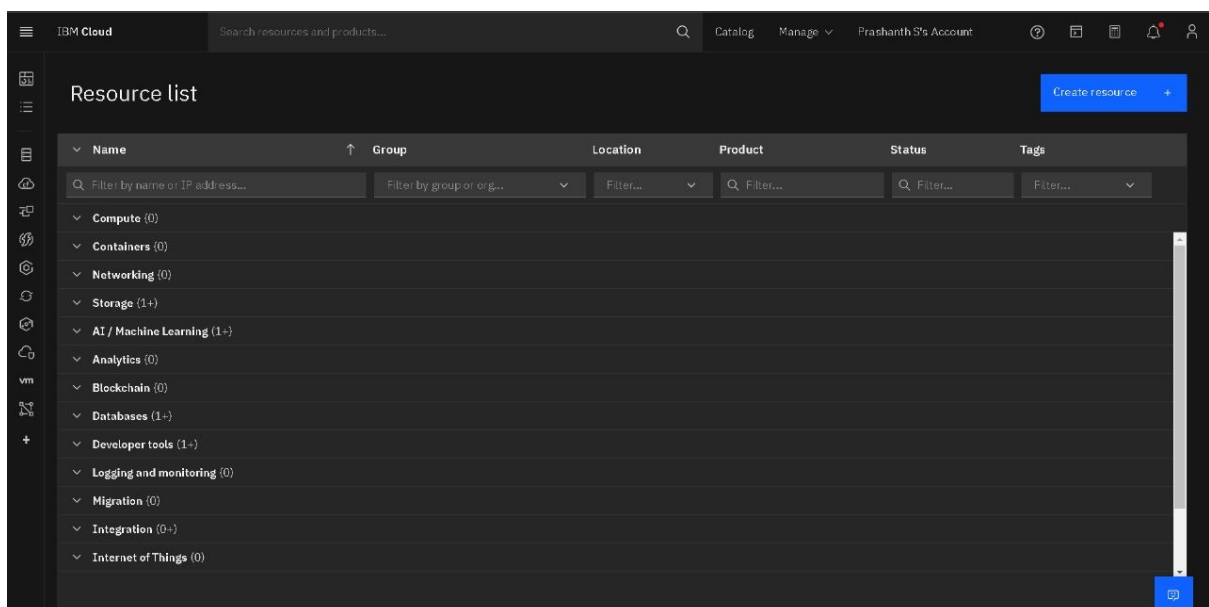 IBM Cloud Search resources and products... Catalog Manage Prashanth S's Account
Resource list
Create resource +
Name Group Location Product Status Tags
Filter by name or IP address... Filter by group or org... Filter... Filter... Filter... Filter...
Compute (0)
Containers (0)
Networking (0)
Storage (1+)
AI / Machine Learning (1+)
Analytics (0)
Blockchain (0)
vm
Databases (1+)
Developer tools (1+)
Logging and monitoring (0)
Migration (0)
Integration (0+)
Internet of Things (0)